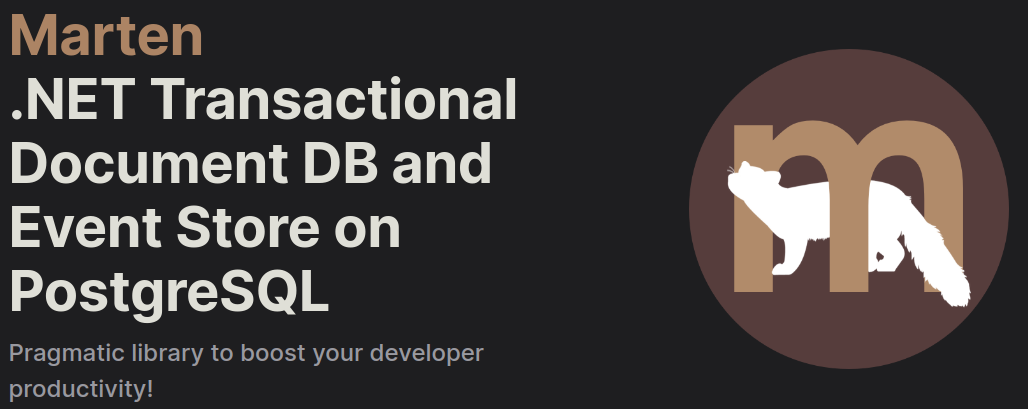 Marten
.NET Transactional
Document DB and
Event Store on
PostgreSQL
Pragmatic library to boost your developer
productivity!
m